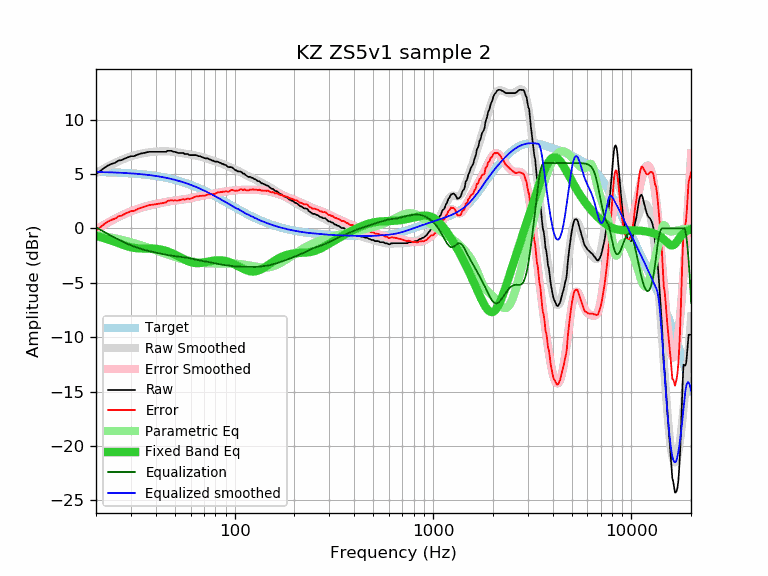 KZ ZS5v1 sample 2
Amplitude (dBr)
10
5
0
−5
−10
−15
−20
−25
Target
Raw Smoothed
Error Smoothed
Raw
Error
Parametric Eq
Fixed Band Eq
Equalization
Equalized smoothed
100
1000
10000
Frequency (Hz)